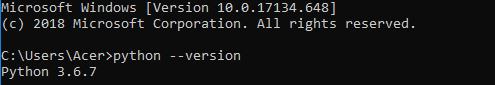 Microsoft Windows [Version 10.0.17134.648]
(c) 2018 Microsoft Corporation. All rights reserved.
C:\Users\Acer>python --version
Python 3.6.7